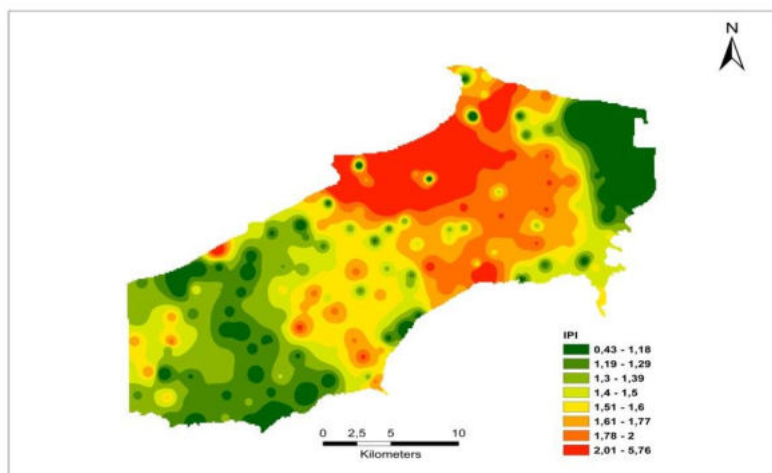 N
IPI
0,43 - 1,18
1,19 - 1,29
1,3 - 1,39
1,4 - 1,5
1,51 - 1,6
1,61 - 1,77
1,78 - 2
2,01 - 5,76
0 2,5 5 10
Kilometers